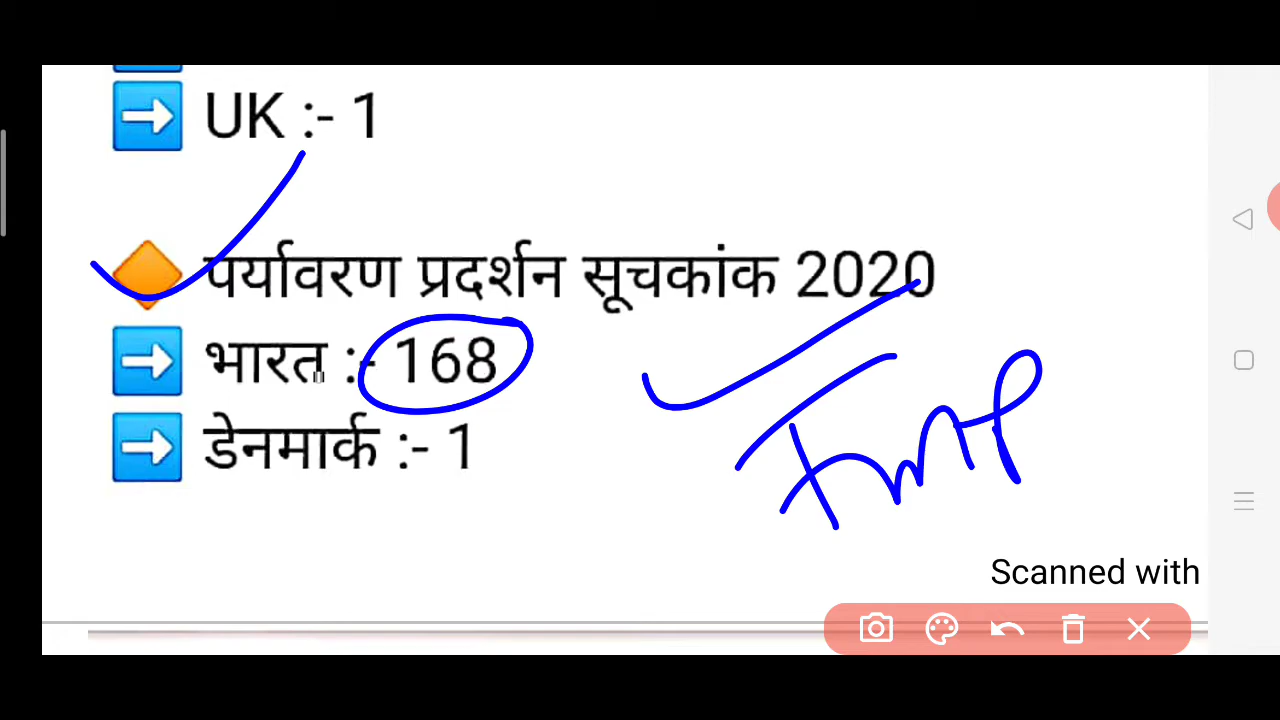 UK :- 1
पर्यावरण प्रदर्शन सूचकांक 2020
भारत :- 168
डेनमार्क :- 1
Imp
Scanned with